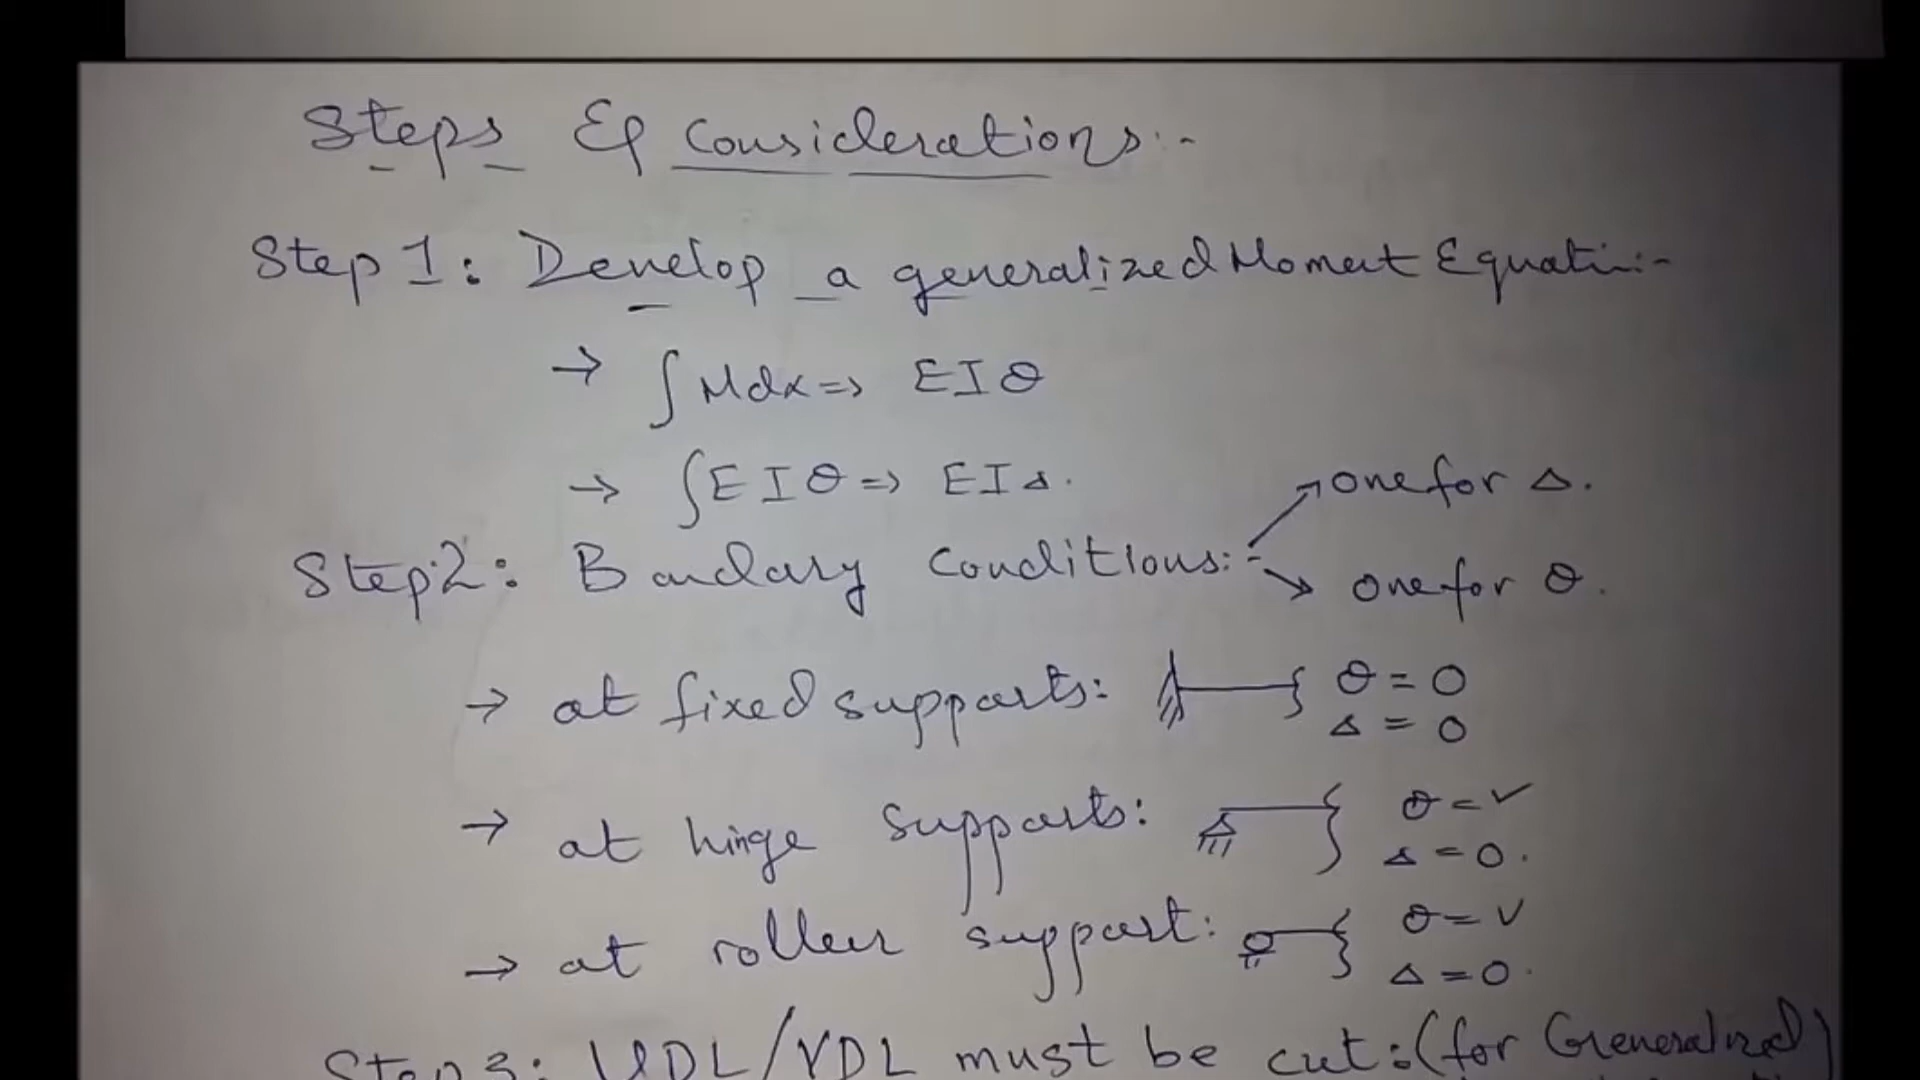 Steps & Considerations:-
Step 1: Develop a generalized Moment Equati:-
→ ∫Mdx => EIθ
→ ∫EIθ => EIΔ.
→ one for Δ.
Step:2: Boundary Conditions:-
→ one for θ.
→ at fixed supports: θ = 0
Δ = 0
→ at hinge supports: θ = ✓
Δ = 0.
→ at roller support: θ = ✓
Δ = 0.
Step 3: UDL/VDL must be cut: (for Generalized)